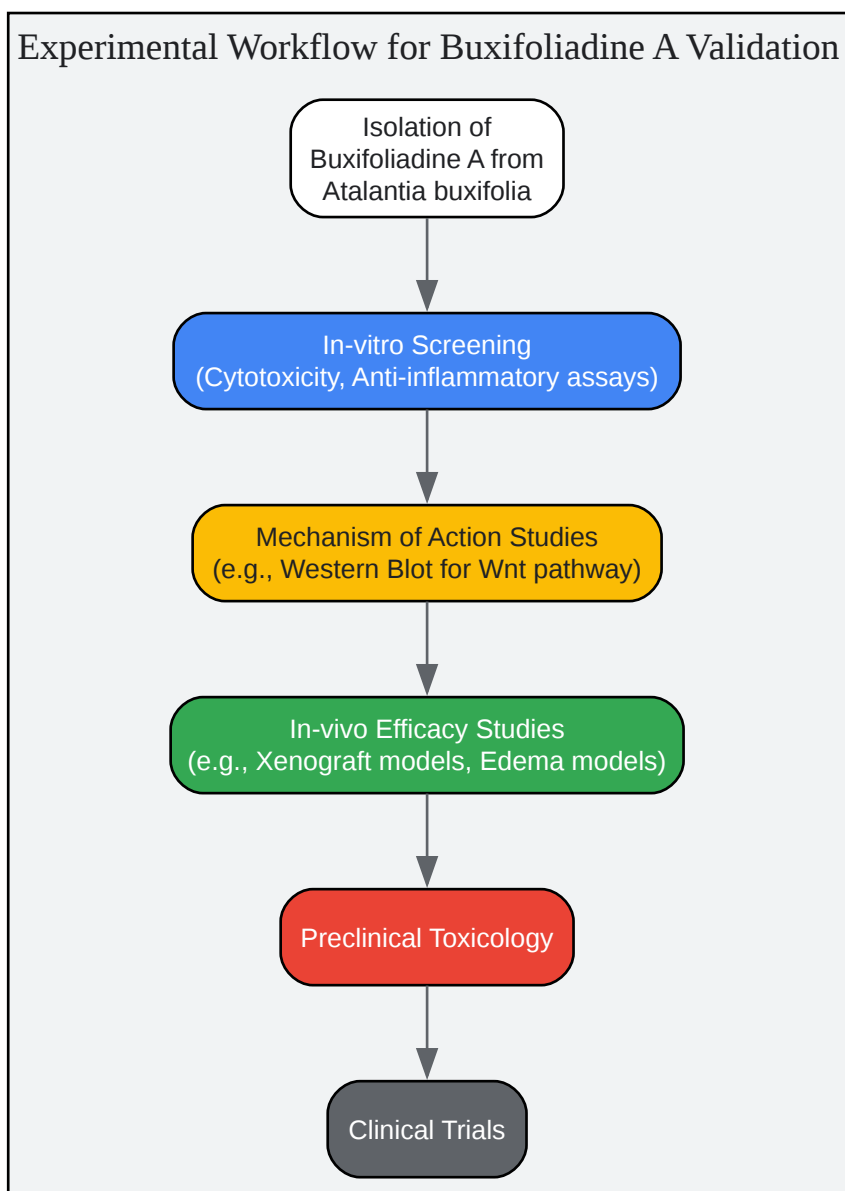 Experimental Workflow for Buxifoliadine A Validation
Isolation of
Buxifoliadine A from
Atalantia buxifolia
In-vitro Screening
(Cytotoxicity, Anti-inflammatory assays)
Mechanism of Action Studies
(e.g., Western Blot for Wnt pathway)
In-vivo Efficacy Studies
(e.g., Xenograft models, Edema models)
Preclinical Toxicology
Clinical Trials